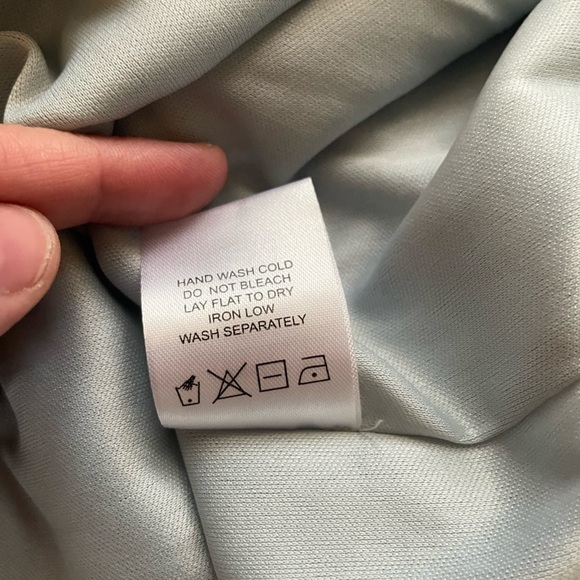 HAND WASH COLD
DO NOT BLEACH
LAY FLAT TO DRY
IRON LOW
WASH SEPARATELY